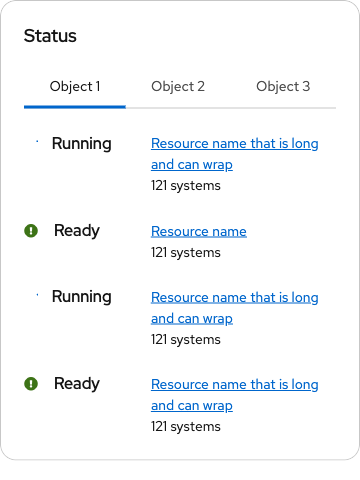 Status
Object 1 Object 2 Object 3
Running Resource name that is long
and can wrap
121 systems
Ready Resource name
121 systems
Running Resource name that is long
and can wrap
121 systems
Ready Resource name that is long
and can wrap
121 systems